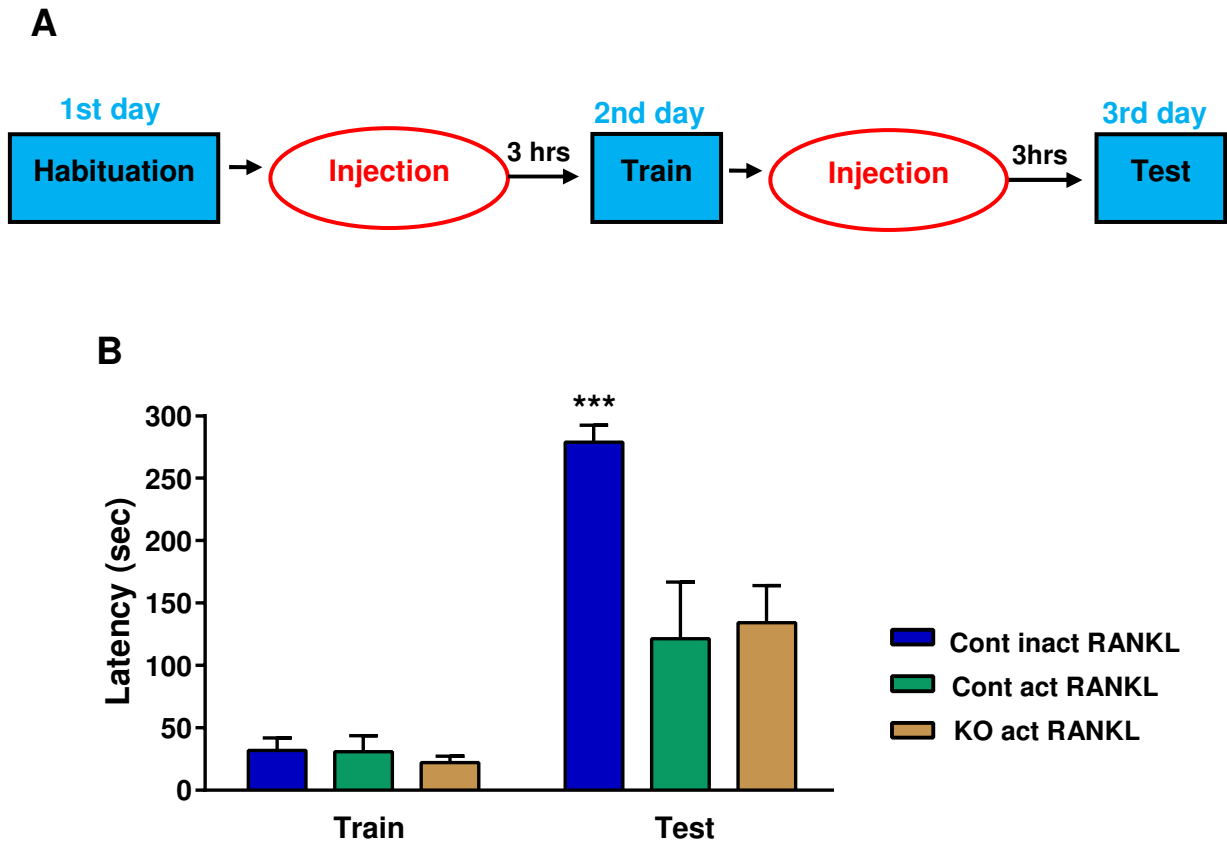 A
1st day
2nd day
3rd day
Habituation
Injection
3 hrs
Train
Injection
3hrs
Test
B
Latency (sec)
300
250
200
150
100
50
0
***
Train
Test
Cont inact RANKL
Cont act RANKL
KO act RANKL